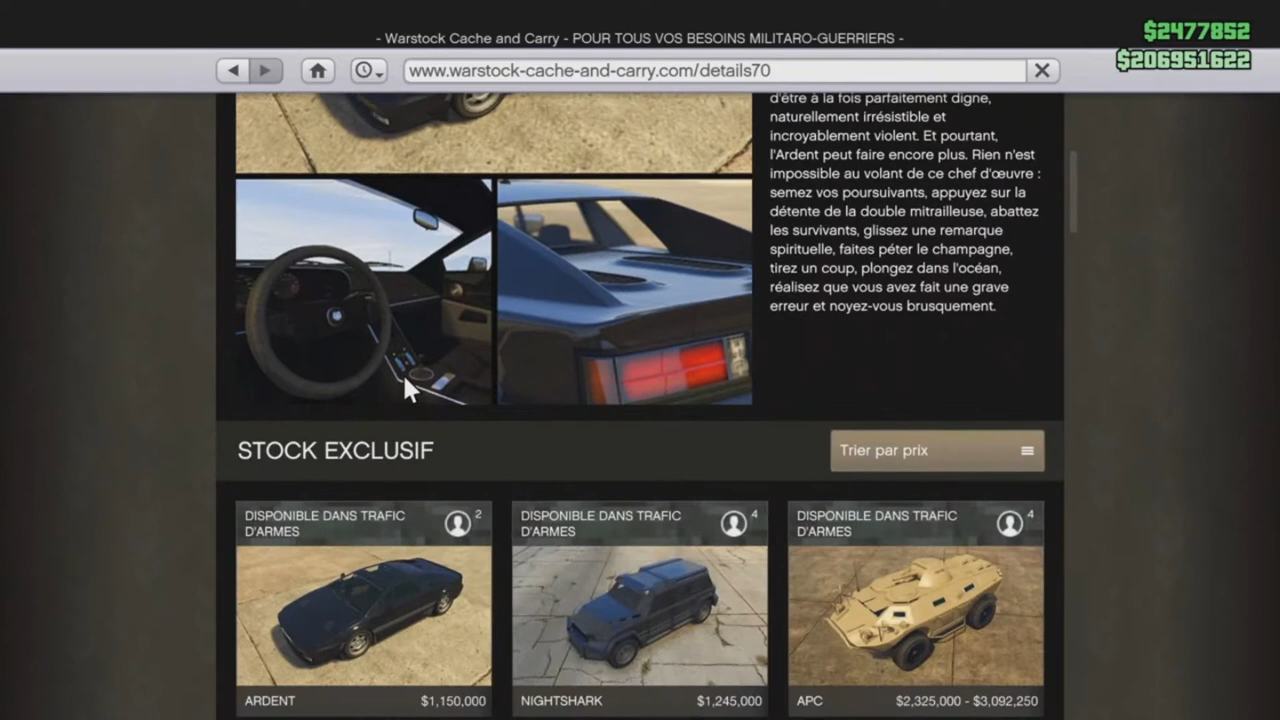 $2477852
- Warstock Cache and Carry - POUR TOUS VOS BESOINS MILITARO-GUERRIERS -
$206951622
www.warstock-cache-and-carry.com/details70
d'être à la fois parfaitement digne,
naturellement irrésistible et
incroyablement violent. Et pourtant,
l'Ardent peut faire encore plus. Rien n'est
impossible au volant de ce chef d'œuvre :
semez vos poursuivants, appuyez sur la
détente de la double mitrailleuse, abattez
les survivants, glissez une remarque
spirituelle, faites péter le champagne,
tirez un coup, plongez dans l'océan,
réalisez que vous avez fait une grave
erreur et noyez-vous brusquement.
STOCK EXCLUSIF
Trier par prix
DISPONIBLE DANS TRAFIC
D'ARMES
2
DISPONIBLE DANS TRAFIC
D'ARMES
4
DISPONIBLE DANS TRAFIC
D'ARMES
4
ARDENT
$1,150,000
NIGHTSHARK
$1,245,000
APC
$2,325,000 - $3,092,250